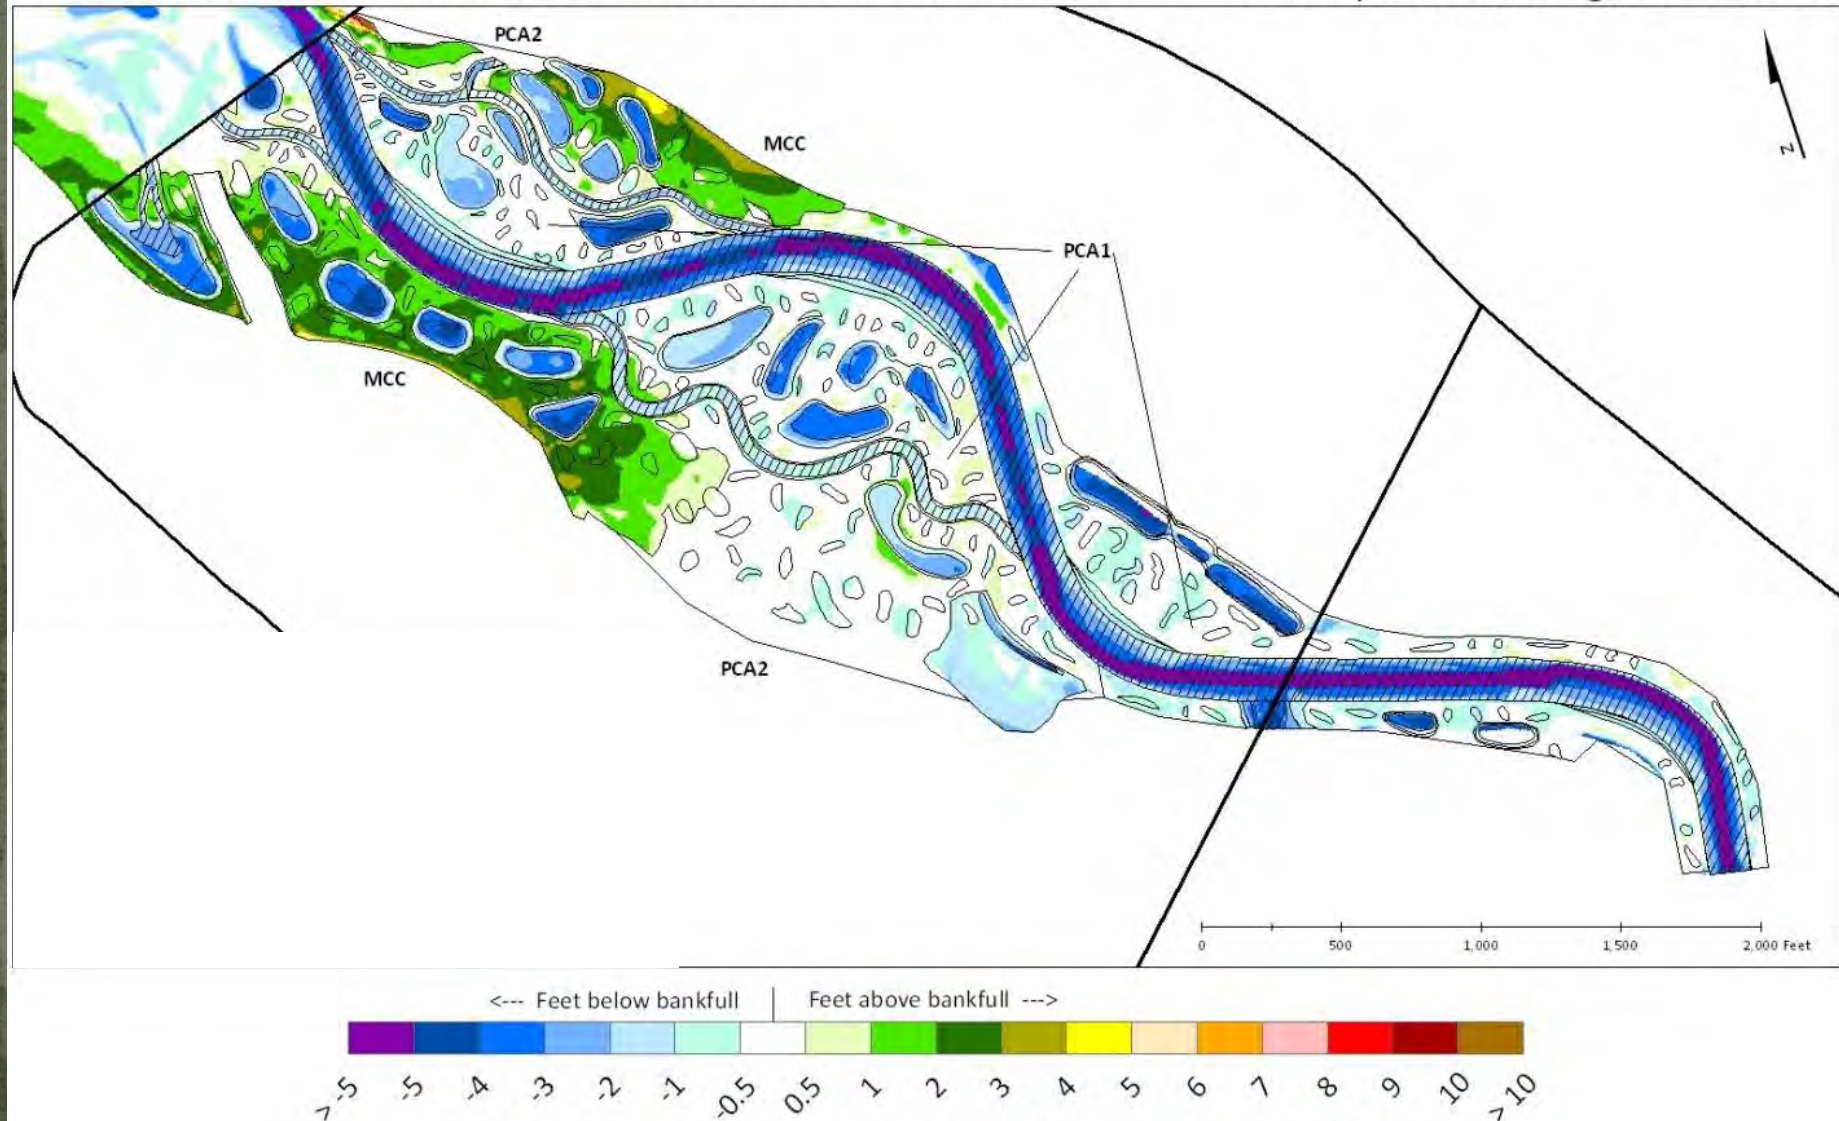 PCA2
MCC
N
PCA1
MCC
PCA2
0 500 1,000 1,500 2,000 Feet
<--- Feet below bankfull | Feet above bankfull --->
> -5 -5 -4 -3 -2 -1 -0.5 0.5 1 2 3 4 5 6 7 8 9 10 > 10